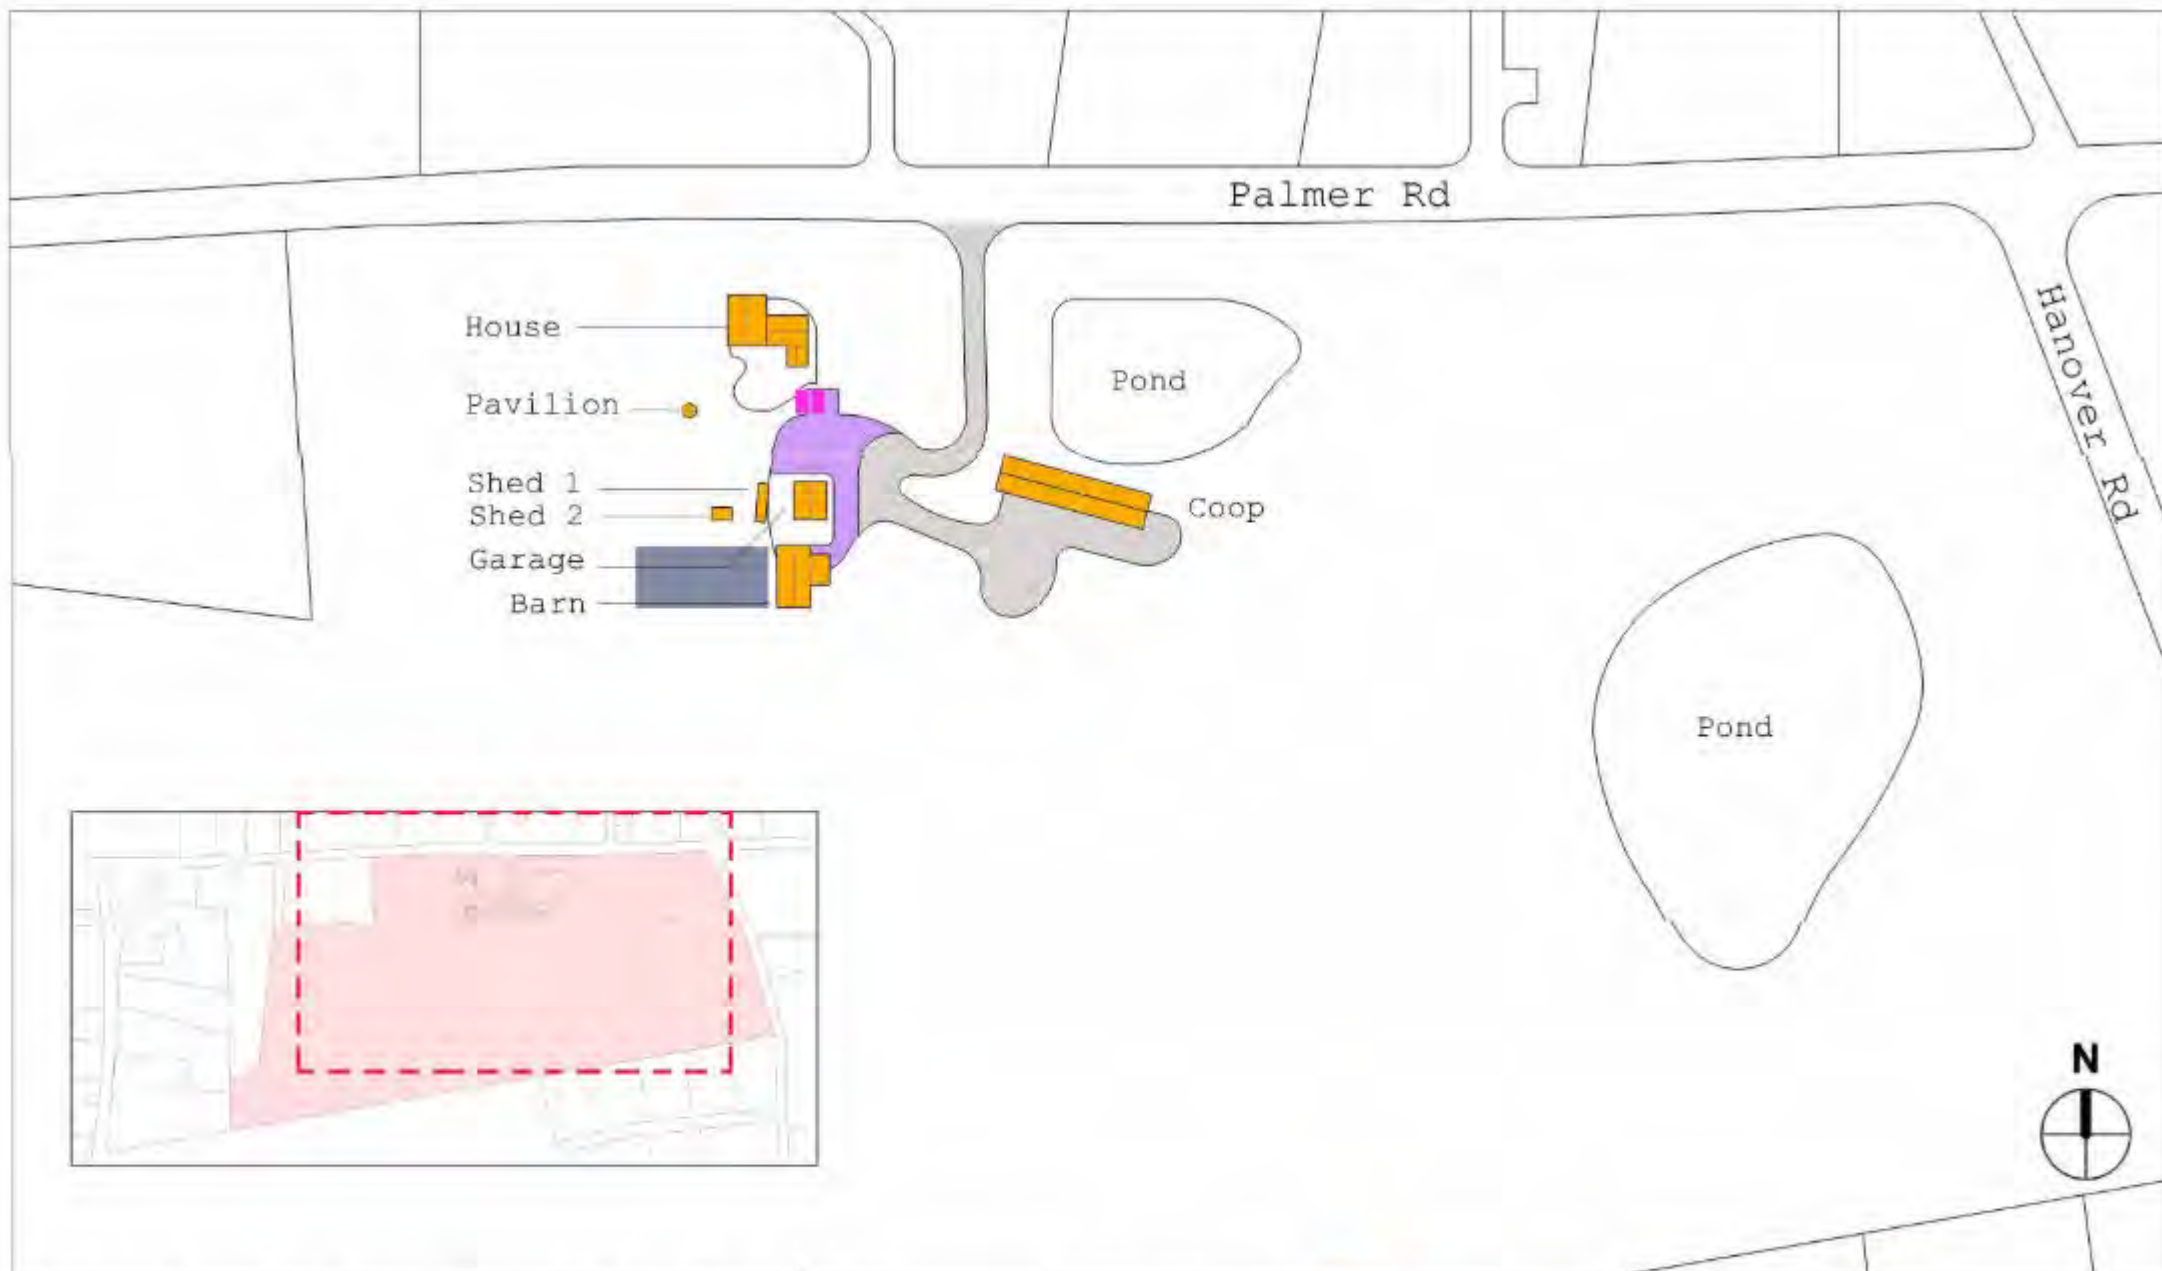 Palmer Rd
Hanover Rd
House
Pond
Pavilion
Shed 1
Coop
Shed 2
Garage
Barn
Pond
N